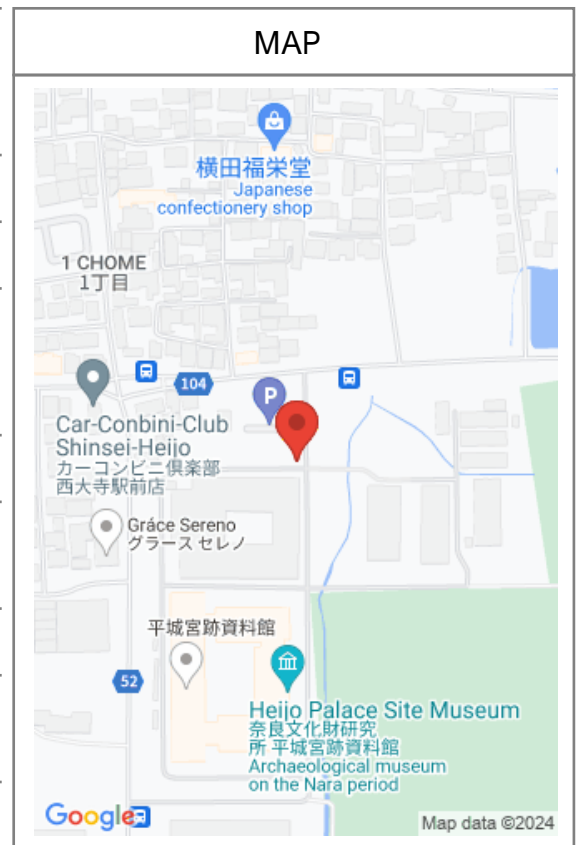 MAP
横田福栄堂
Japanese
confectionery shop
1 CHOME
1丁目
104
P
Car-Conbini-Club
Shinsei-Heijo
カーコンビニ倶楽部
西大寺駅前店
Gráce Sereno
グラース セレノ
平城宮跡資料館
52
Heijo Palace Site Museum
奈良文化財研究
所 平城宮跡資料館
Archaeological museum
on the Nara period
Google
Map data ©2024